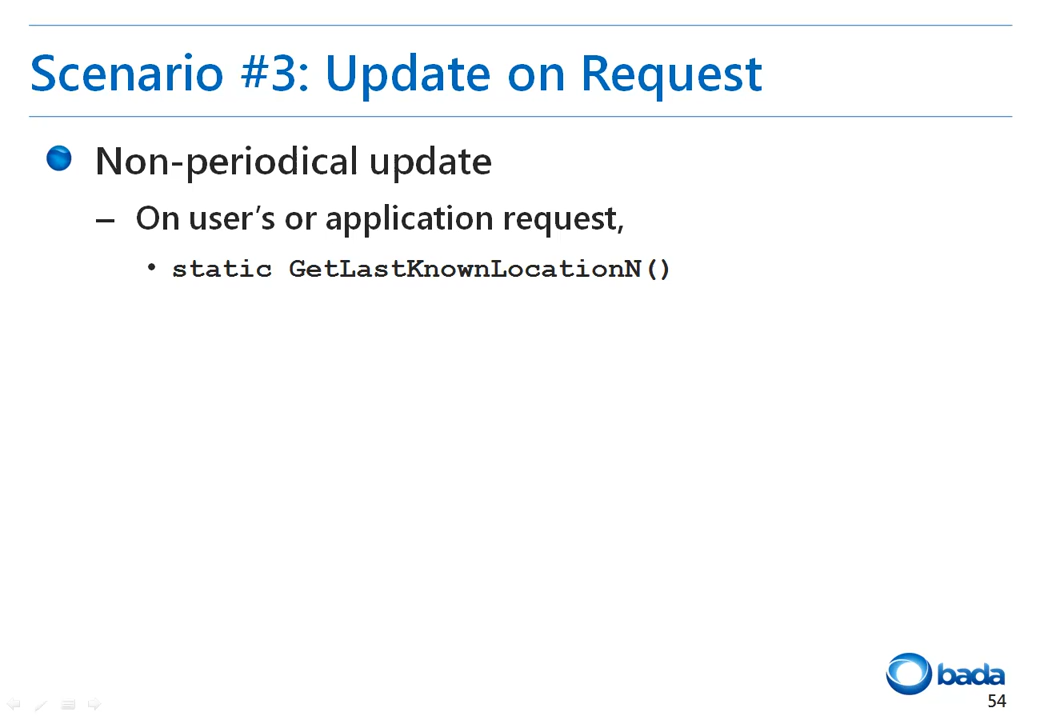 Scenario #3: Update on Request
Non-periodical update
– On user's or application request,
• static GetLastKnownLocationN()
bada
54